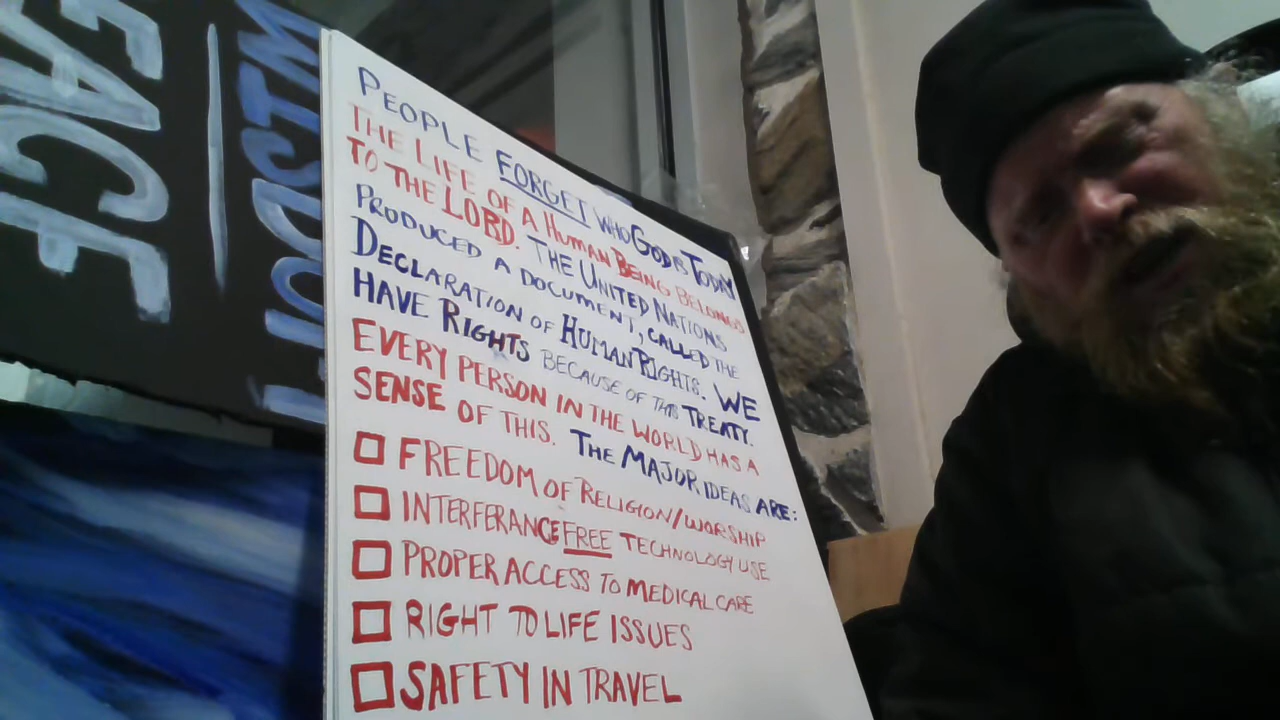 PEACE
WISDOM
PEOPLE FORGET WHO GOD IS TODAY
THE LIFE OF A HUMAN BEING BELONGS
TO THE LORD. THE UNITED NATIONS
PRODUCED A DOCUMENT, CALLED THE
DECLARATION OF HUMAN RIGHTS. WE
HAVE RIGHTS BECAUSE OF THIS TREATY.
EVERY PERSON IN THE WORLD HAS A
SENSE OF THIS. THE MAJOR IDEAS ARE:
FREEDOM OF RELIGION/WORSHIP
INTERFERANCE FREE TECHNOLOGY USE
PROPER ACCESS TO MEDICAL CARE
RIGHT TO LIFE ISSUES
SAFETY IN TRAVEL